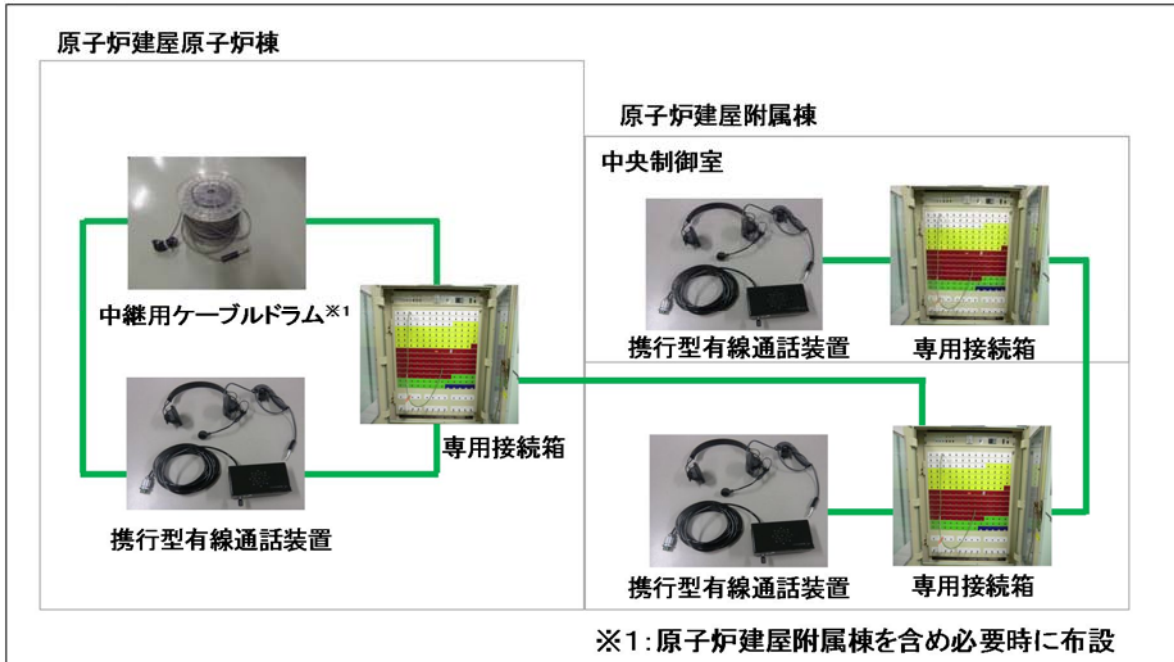 原子炉建屋原子炉棟
原子炉建屋附属棟
中央制御室
中継用ケーブルドラム※1
携行型有線通話装置
専用接続箱
携行型有線通話装置
専用接続箱
携行型有線通話装置
専用接続箱
※1:原子炉建屋附属棟を含め必要時に布設